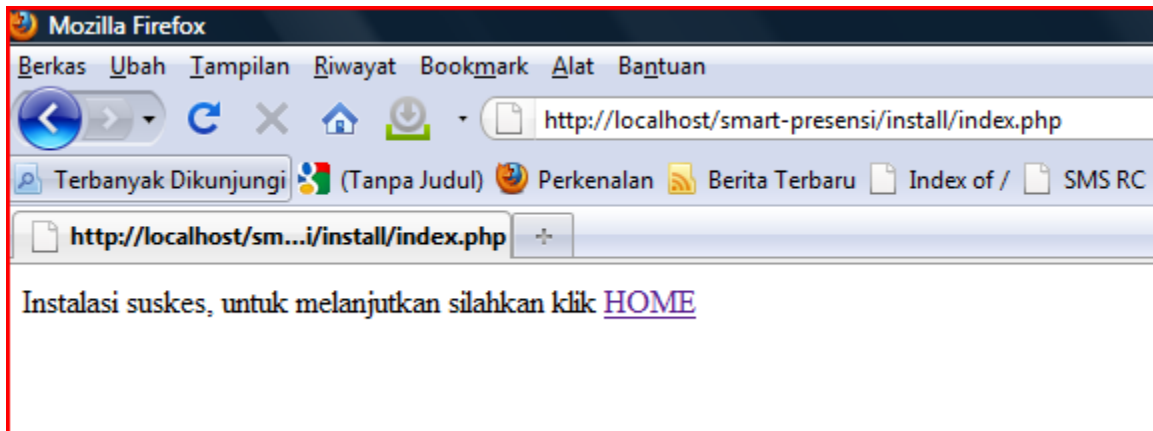 Mozilla Firefox
Berkas Ubah Tampilan Riwayat Bookmark Alat Bantuan
http://localhost/smart-presensi/install/index.php
Terbanyak Dikunjungi (Tanpa Judul) Perkenalan Berita Terbaru Index of / SMS RC
http://localhost/sm...i/install/index.php
Instalasi suskes, untuk melanjutkan silahkan klik HOME